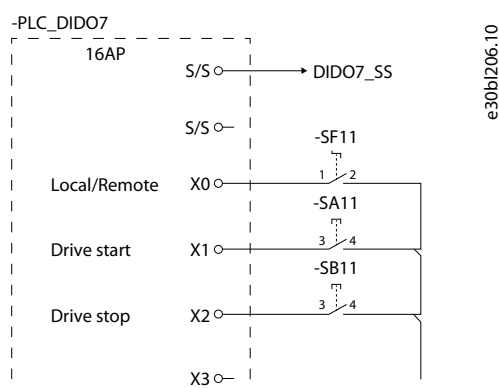 -PLC_DIDO7
16AP
S/S
DIDO7_SS
S/S
-SF11
1 2
Local/Remote X0
-SA11
3 4
Drive start X1
-SB11
3 4
Drive stop X2
X3
e30bl206.10